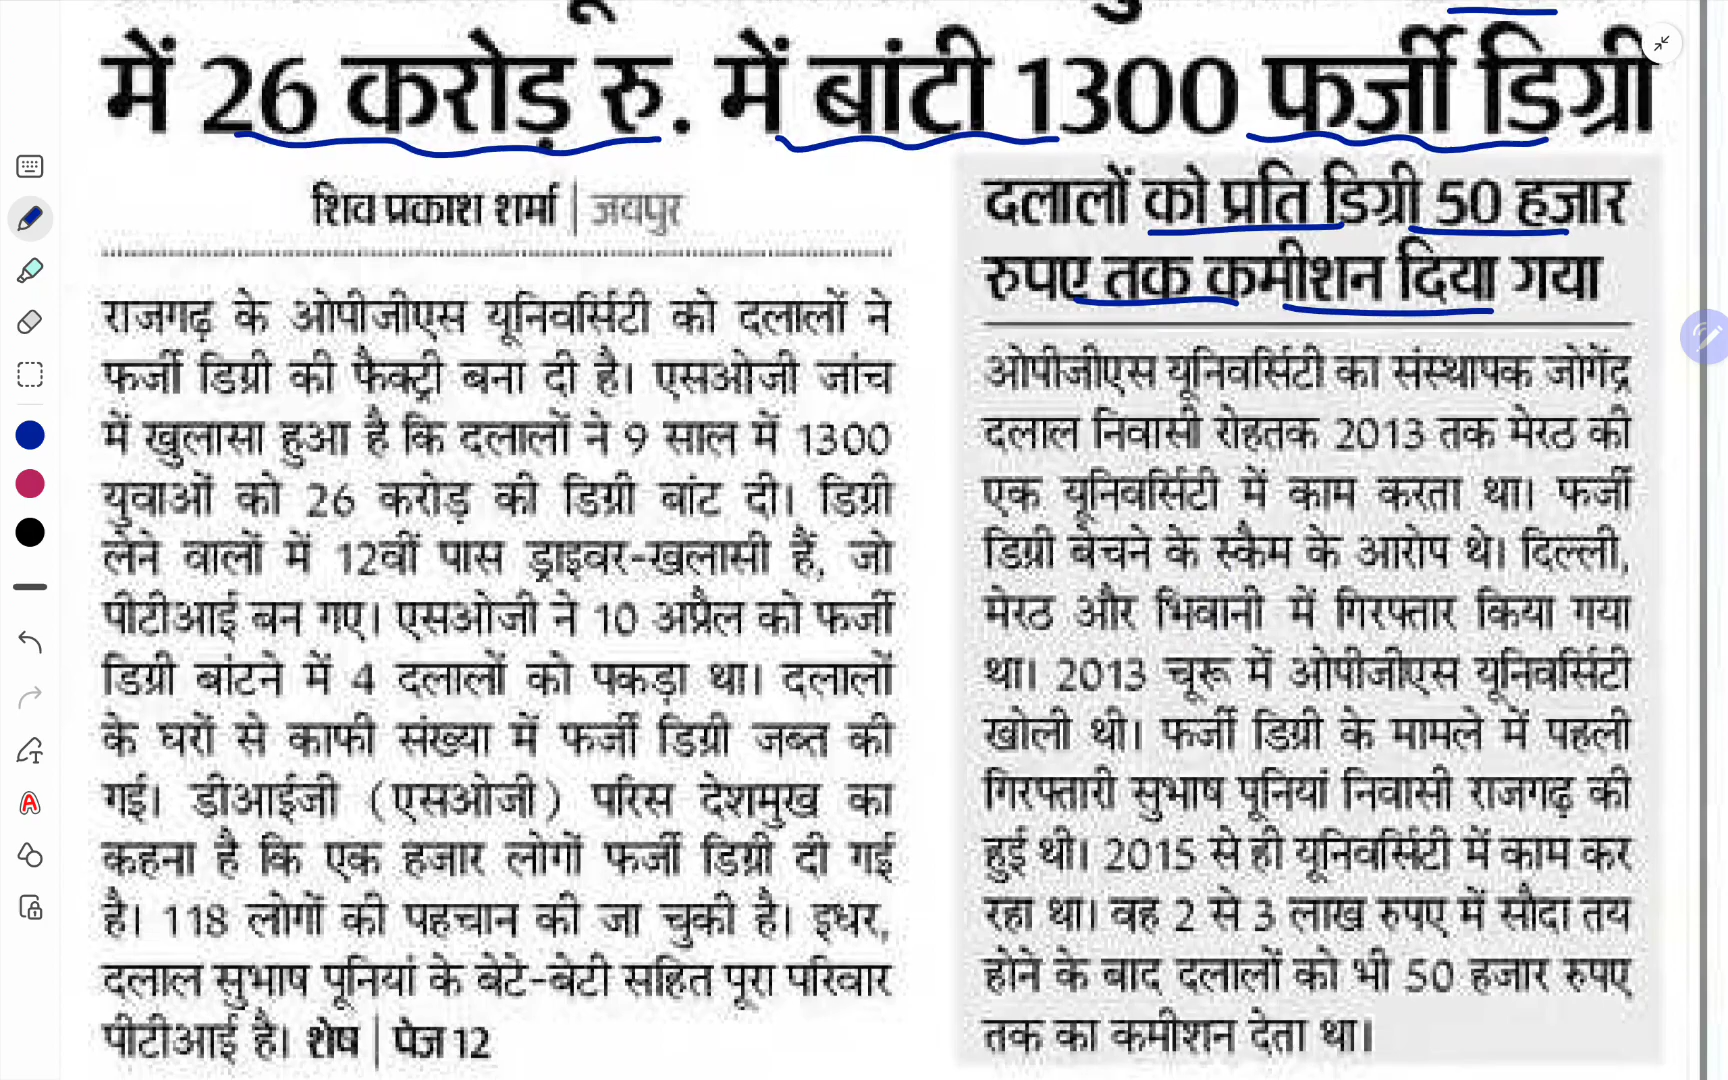 में 26 करोड़ रु. में बांटी 1300 फर्जी डिग्री
शिव प्रकाश शर्मा | जयपुर
राजगढ़ के ओपीजीएस यूनिवर्सिटी को दलालों ने
फर्जी डिग्री की फैक्ट्री बना दी है। एसओजी जांच
में खुलासा हुआ है कि दलालों ने 9 साल में 1300
युवाओं को 26 करोड़ की डिग्री बांट दी। डिग्री
लेने वालों में 12वीं पास ड्राइवर-खलासी हैं, जो
पीटीआई बन गए। एसओजी ने 10 अप्रैल को फर्जी
डिग्री बांटने में 4 दलालों को पकड़ा था। दलालों
के घरों से काफी संख्या में फर्जी डिग्री जब्त की
गई। डीआईजी (एसओजी) परिस देशमुख का
कहना है कि एक हजार लोगों फर्जी डिग्री दी गई
है। 118 लोगों की पहचान की जा चुकी है। इधर,
दलाल सुभाष पूनियां के बेटे-बेटी सहित पूरा परिवार
पीटीआई है। शेष | पेज 12
दलालों को प्रति डिग्री 50 हजार
रुपए तक कमीशन दिया गया
ओपीजीएस यूनिवर्सिटी का संस्थापक जोगेंद्र
दलाल निवासी रोहतक 2013 तक मेरठ की
एक यूनिवर्सिटी में काम करता था। फर्जी
डिग्री बेचने के स्कैम के आरोप थे। दिल्ली,
मेरठ और भिवानी में गिरफ्तार किया गया
था। 2013 चूरू में ओपीजीएस यूनिवर्सिटी
खोली थी। फर्जी डिग्री के मामले में पहली
गिरफ्तारी सुभाष पूनियां निवासी राजगढ़ की
हुई थी। 2015 से ही यूनिवर्सिटी में काम कर
रहा था। वह 2 से 3 लाख रुपए में सौदा तय
होने के बाद दलालों को भी 50 हजार रुपए
तक का कमीशन देता था।